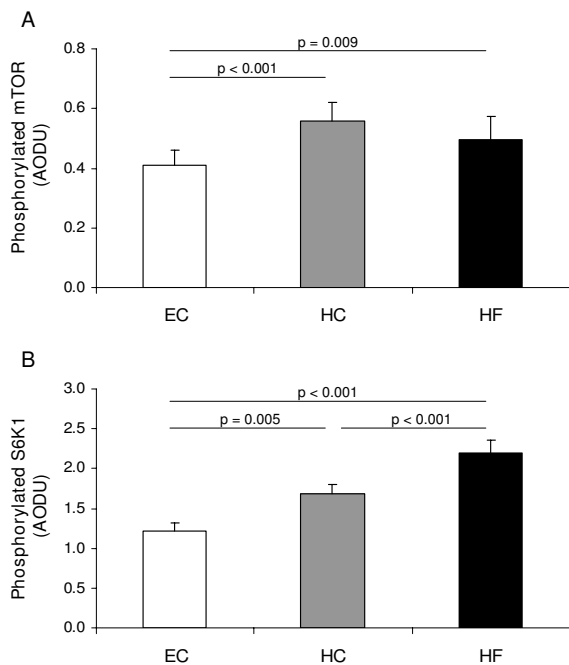 A
0.8
p = 0.009
p < 0.001
0.6
0.4
0.2
0.0
Phosphorylated mTOR
(AODU)
EC HC HF
B
3.0
p < 0.001
2.5
p = 0.005 p < 0.001
2.0
1.5
1.0
0.5
0.0
Phosphorylated S6K1
(AODU)
EC HC HF